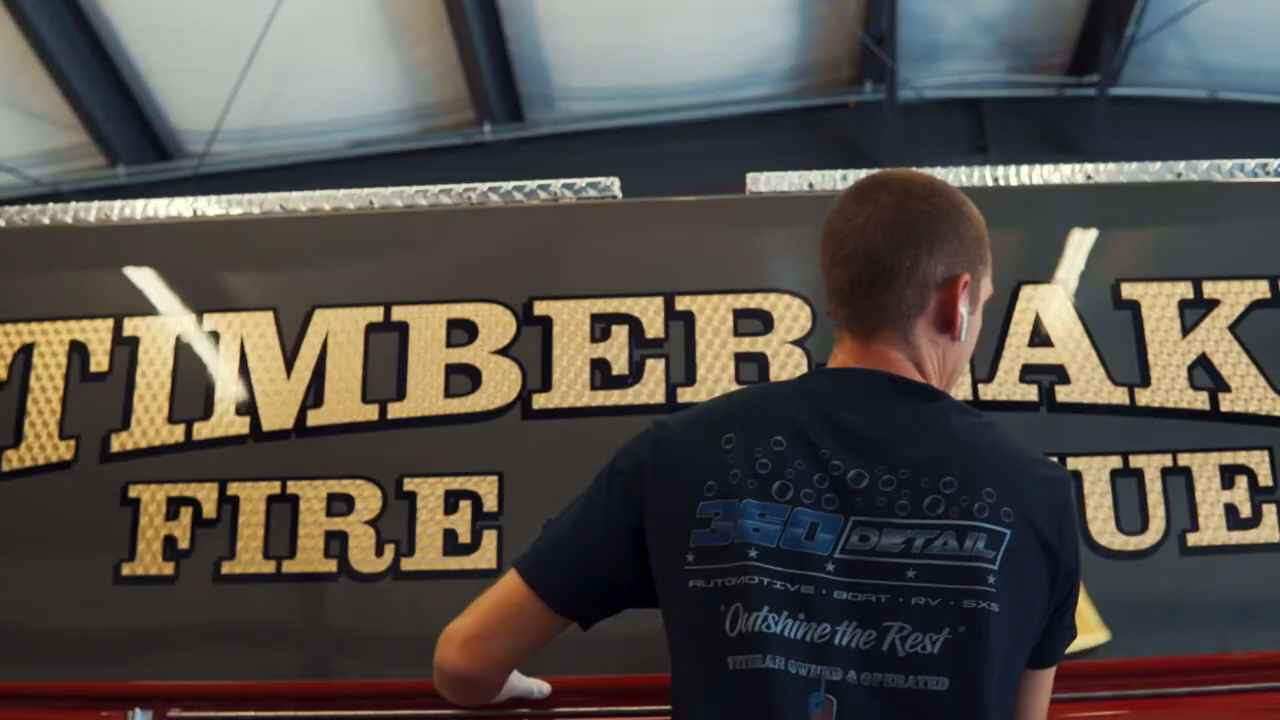 TIMBER AK
FIRE UE
360 DETAIL
AUTOMOTIVE • BOAT • RV • SXS
"Outshine the Rest"
VETERAN OWNED & OPERATED